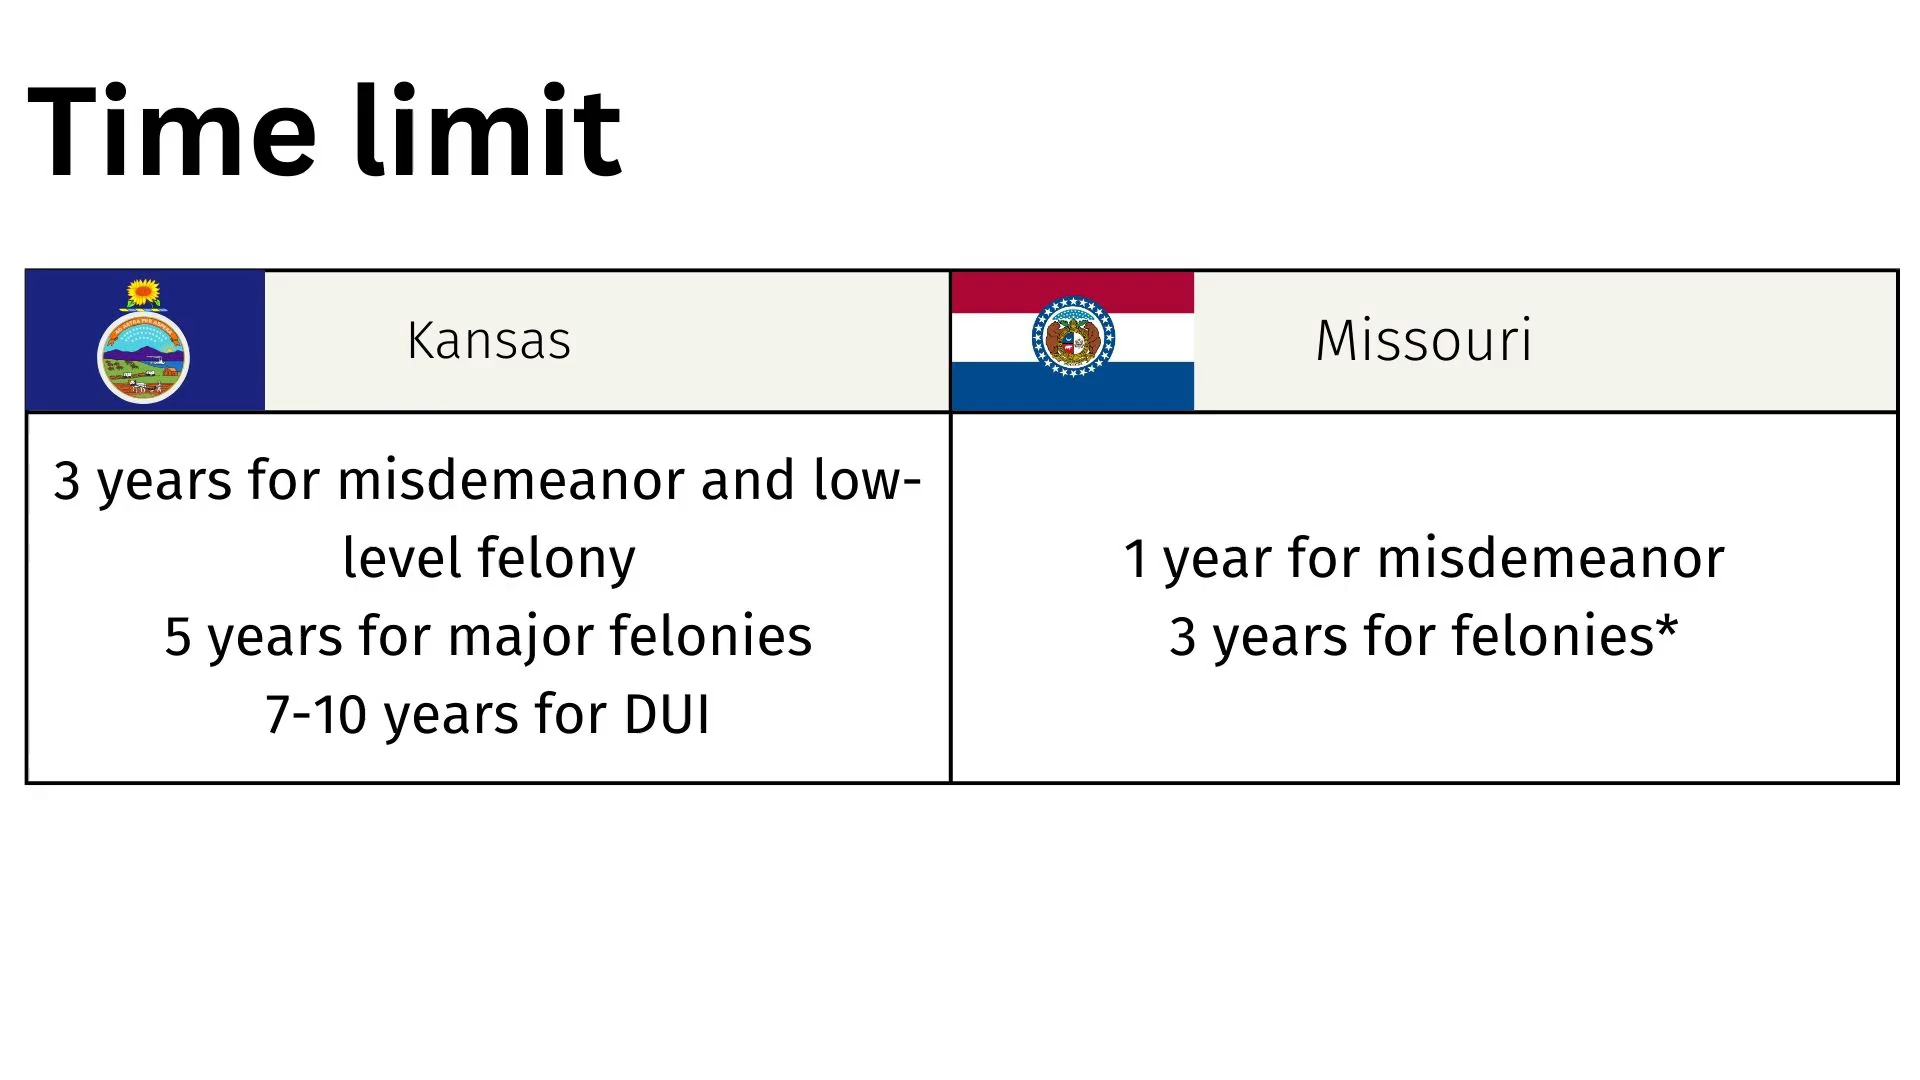 Time limit
Kansas
Missouri
3 years for misdemeanor and low-
level felony
5 years for major felonies
7-10 years for DUI
1 year for misdemeanor
3 years for felonies*